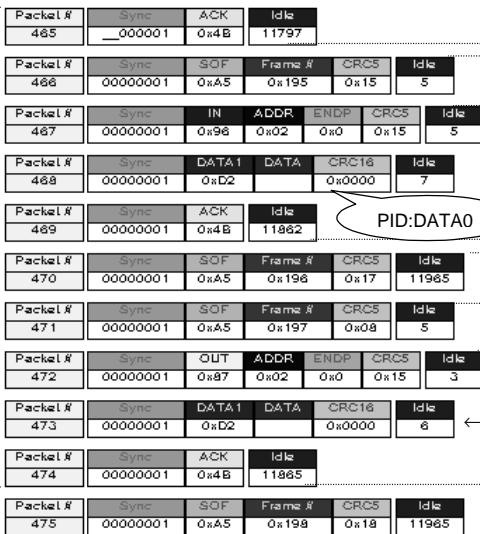 Packet # Sync ACK Idle
465 __000001 0x4B 11797
Packet # Sync SOF Frame # CRC5 Idle
466 00000001 0xA5 0x195 0x15 5
Packet # Sync IN ADDR ENDP CRC5 Idle
467 00000001 0x96 0x02 0x0 0x15 5
Packet # Sync DATA1 DATA CRC16 Idle
468 00000001 0xD2 0x0000 7
PID:DATA0
Packet # Sync ACK Idle
469 00000001 0x4B 11862
Packet # Sync SOF Frame # CRC5 Idle
470 00000001 0xA5 0x196 0x17 11965
Packet # Sync SOF Frame # CRC5 Idle
471 00000001 0xA5 0x197 0x08 5
Packet # Sync OUT ADDR ENDP CRC5 Idle
472 00000001 0x87 0x02 0x0 0x15 3
Packet # Sync DATA1 DATA CRC16 Idle
473 00000001 0xD2 0x0000 6 ←
Packet # Sync ACK Idle
474 00000001 0x4B 11865
Packet # Sync SOF Frame # CRC5 Idle
475 00000001 0xA5 0x198 0x18 11965